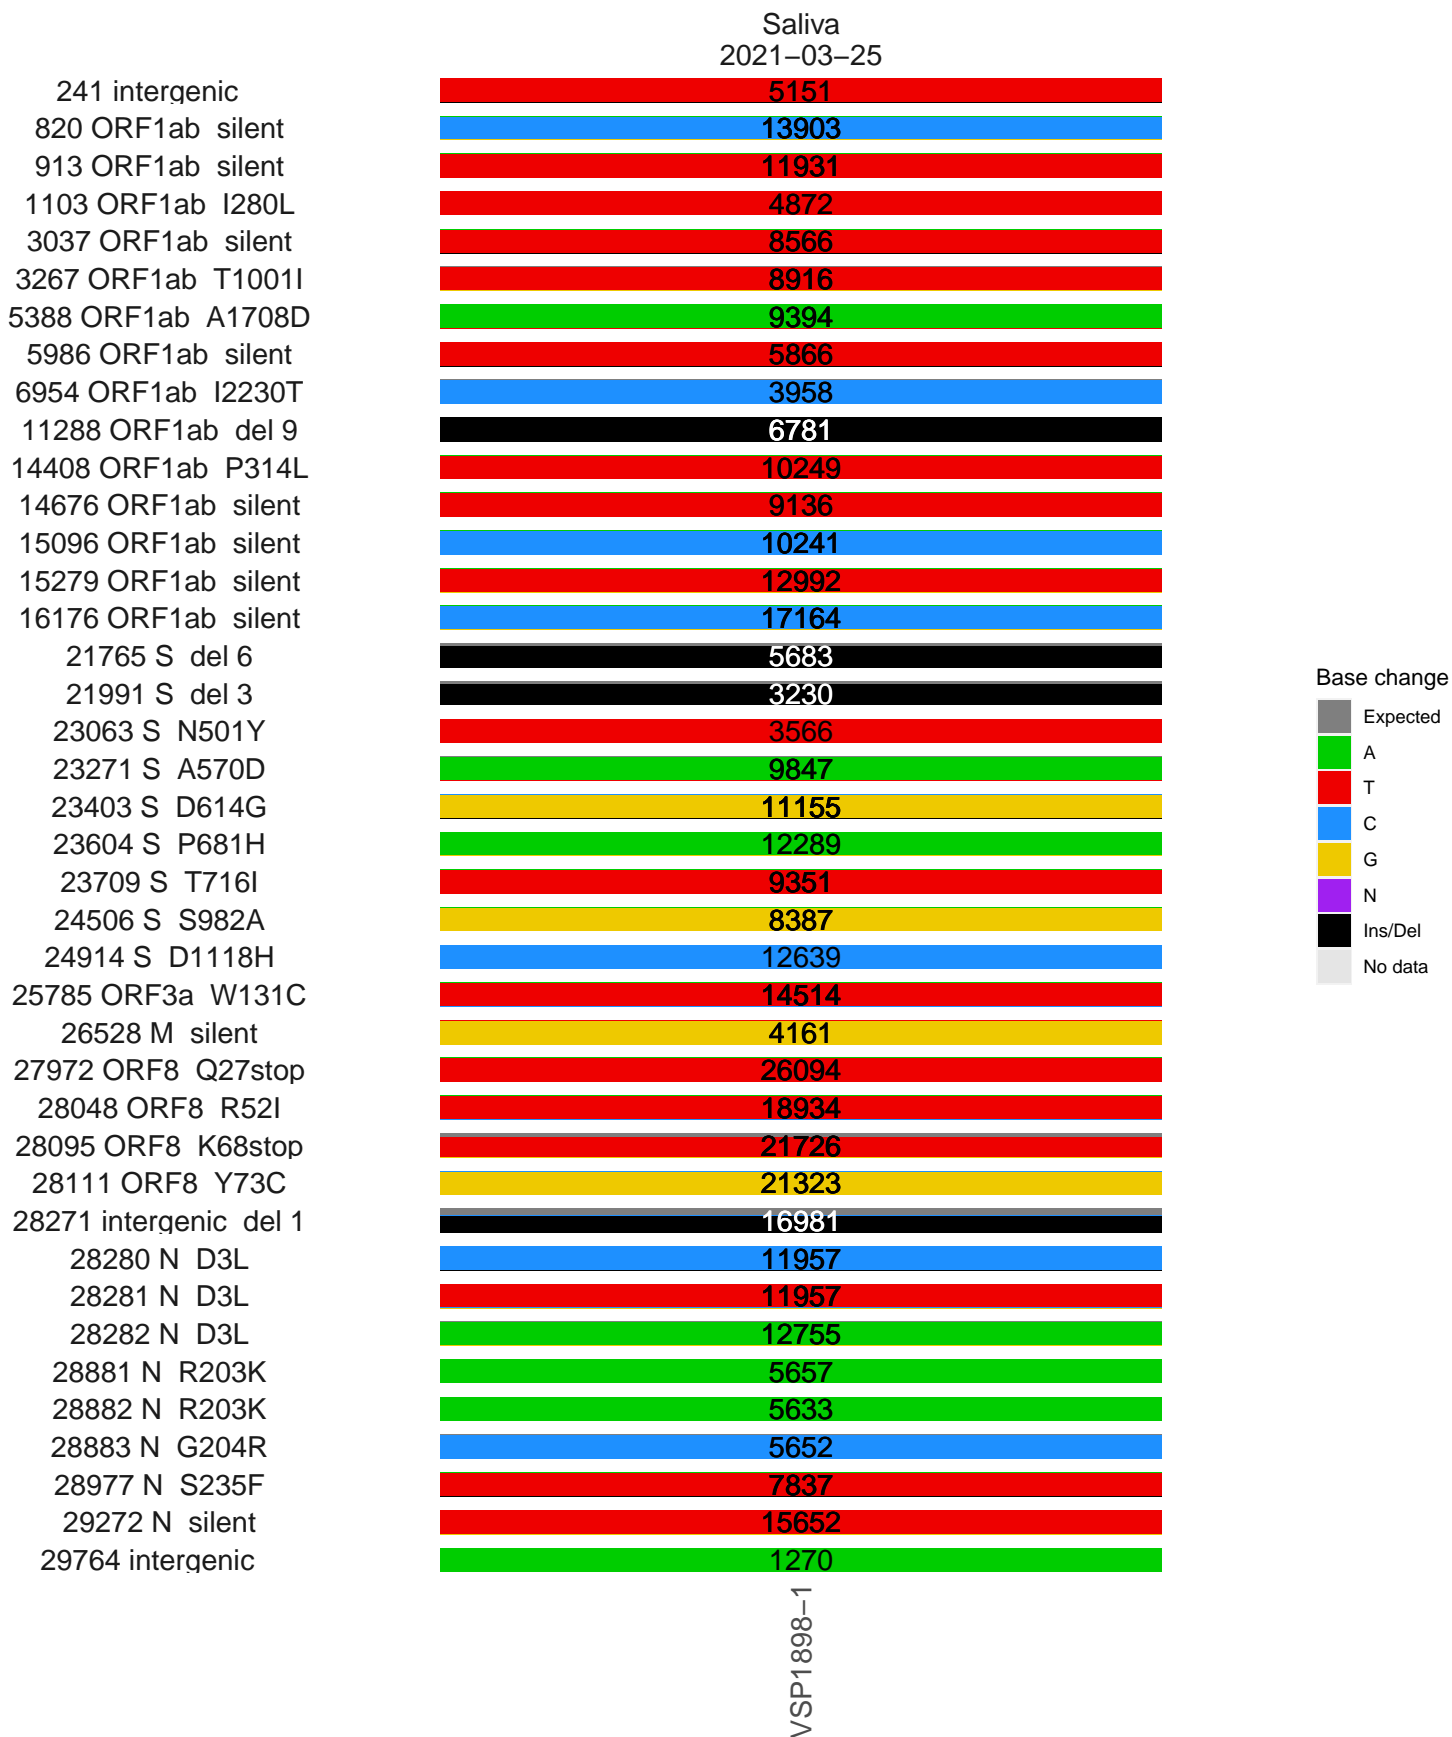 Saliva
2021−03−25
241 intergenic 5151
820 ORF1ab silent 13903
913 ORF1ab silent 11931
1103 ORF1ab I280L 4872
3037 ORF1ab silent 8566
3267 ORF1ab T1001I 8916
5388 ORF1ab A1708D 9394
5986 ORF1ab silent 5866
6954 ORF1ab I2230T 3958
11288 ORF1ab del 9 6781
14408 ORF1ab P314L 10249
14676 ORF1ab silent 9136
15096 ORF1ab silent 10241
15279 ORF1ab silent 12992
16176 ORF1ab silent 17164
21765 S del 6 5683
21991 S del 3 3230
23063 S N501Y 3566
23271 S A570D 9847
23403 S D614G 11155
23604 S P681H 12289
23709 S T716I 9351
24506 S S982A 8387
24914 S D1118H 12639
25785 ORF3a W131C 14514
26528 M silent 4161
27972 ORF8 Q27stop 26094
28048 ORF8 R52I 18934
28095 ORF8 K68stop 21726
28111 ORF8 Y73C 21323
28271 intergenic del 1 16981
28280 N D3L 11957
28281 N D3L 11957
28282 N D3L 12755
28881 N R203K 5657
28882 N R203K 5633
28883 N G204R 5652
28977 N S235F 7837
29272 N silent 15652
29764 intergenic 1270
VSP1898−1
Base change
Expected
A
T
C
G
N
Ins/Del
No data